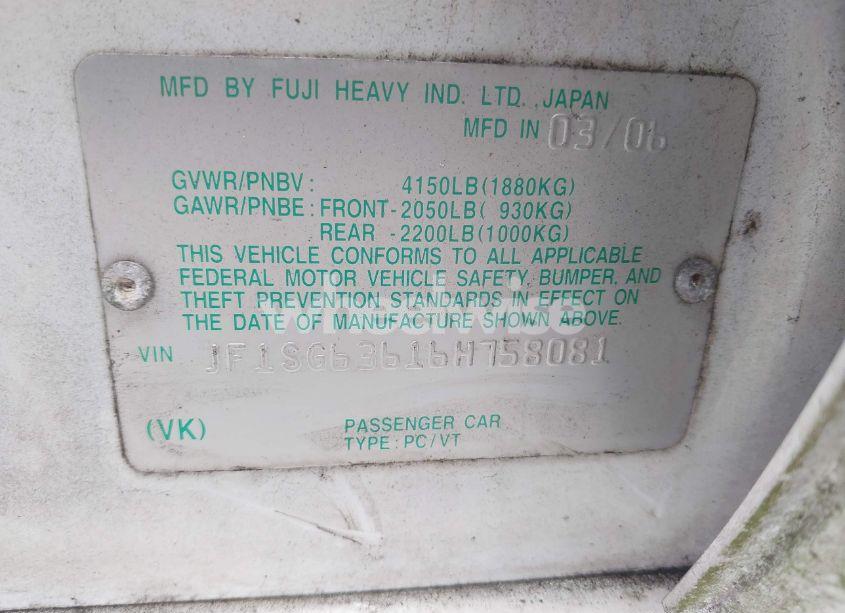 MFD BY FUJI HEAVY IND. LTD. JAPAN
MFD IN 03/06
GVWR/PNBV: 4150LB(1880KG)
GAWR/PNBE: FRONT-2050LB( 930KG)
REAR -2200LB(1000KG)
THIS VEHICLE CONFORMS TO ALL APPLICABLE
FEDERAL MOTOR VEHICLE SAFETY, BUMPER, AND
THEFT PREVENTION STANDARDS IN EFFECT ON
THE DATE OF MANUFACTURE SHOWN ABOVE.
VIN JF1SG63616H758081
(VK) PASSENGER CAR
TYPE: PC/VT